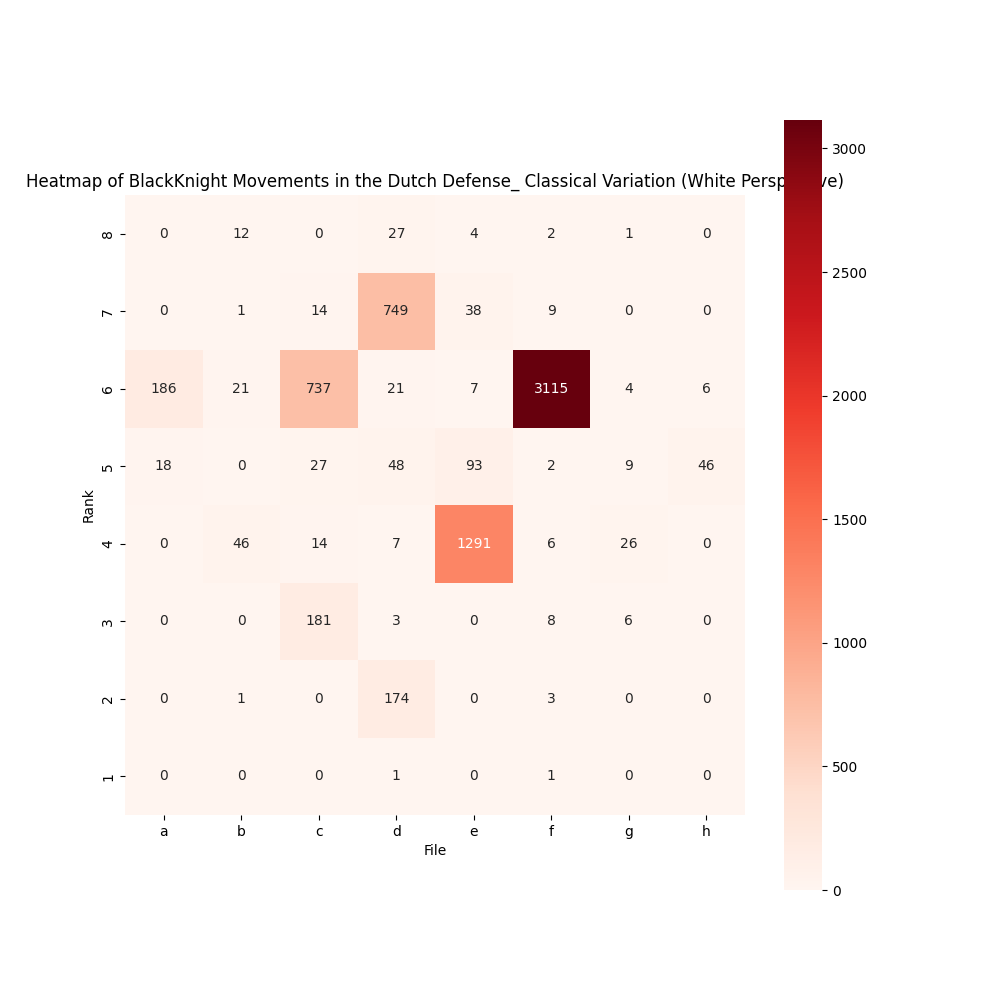 Heatmap of BlackKnight Movements in the Dutch Defense_ Classical Variation (White Perspective)
3000
8 0 12 0 27 4 2 1 0
2500
7 0 1 14 749 38 9 0 0
6 186 21 737 21 7 3115 4 6
2000
5 18 0 27 48 93 2 9 46
Rank
1500
4 0 46 14 7 1291 6 26 0
1000
3 0 0 181 3 0 8 6 0
2 0 1 0 174 0 3 0 0
500
1 0 0 0 1 0 1 0 0
a b c d e f g h
File
0